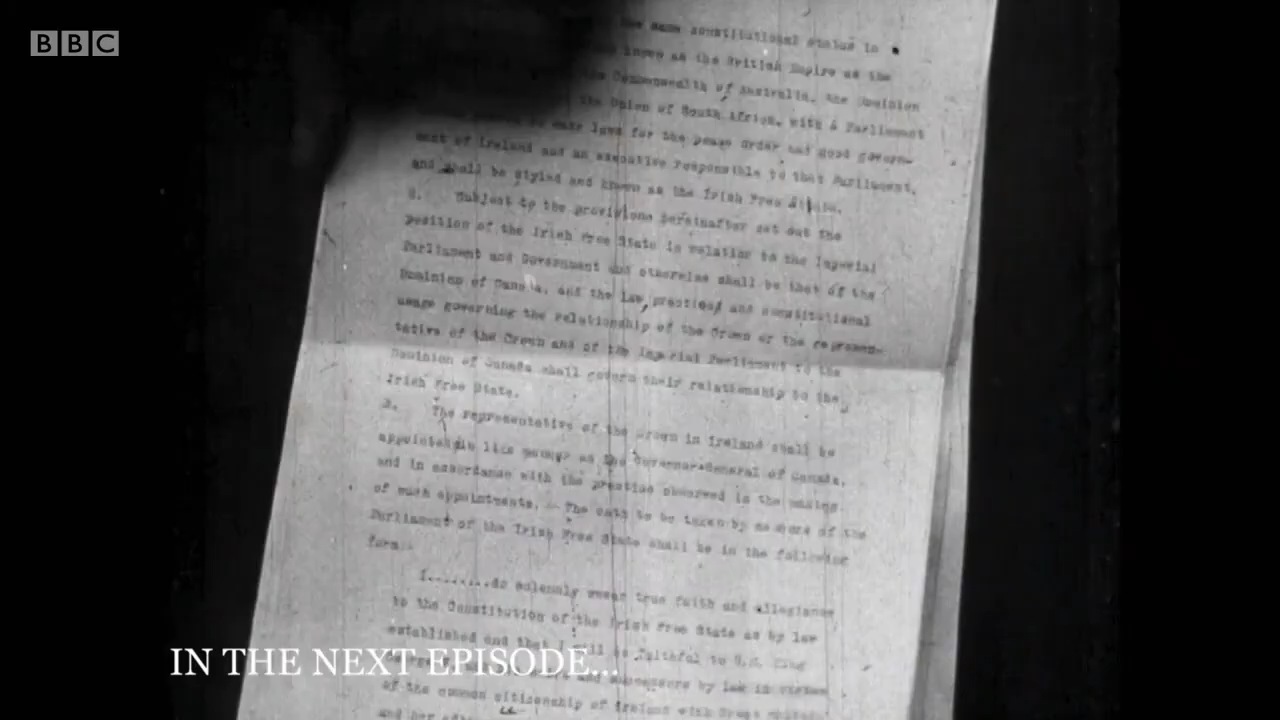 BBC
the same constitutional status in
known as the British Empire as the
Commonwealth of Australia, the Dominion
the Union of South Africa, with a Parliament
to make laws for the peace order and good govern-
ment of Ireland and an executive responsible to that Parliament,
and shall be styled and known as the Irish Free State.
2. Subject to the provisions hereinafter set out the
position of the Irish Free State in relation to the Imperial
Parliament and Government and otherwise shall be that of the
Dominion of Canada, and the law, practice and constitutional
usage governing the relationship of the Crown or the represen-
tative of the Crown and of the Imperial Parliament to the
Dominion of Canada shall govern their relationship to the
Irish Free State.
3. The representative of the Crown in Ireland shall be
appointed in like manner as the Governor-General of Canada,
and in accordance with the practice observed in the making
of such appointments. The oath to be taken by members of the
Parliament of the Irish Free State shall be in the following
form:-
I........do solemnly swear true faith and allegiance
to the Constitution of the Irish Free State as by law
established and that I will be faithful to H.M. King
and successors by law in virtue
of the common citizenship of Ireland with Great
and her
IN THE NEXT EPISODE...